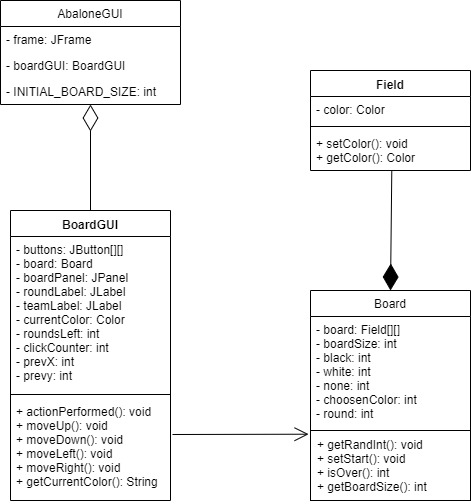 AbaloneGUI
- frame: JFrame
- boardGUI: BoardGUI
- INITIAL_BOARD_SIZE: int
Field
- color: Color
+ setColor(): void
+ getColor(): Color
BoardGUI
- buttons: JButton[][]
- board: Board
- boardPanel: JPanel
- roundLabel: JLabel
- teamLabel: JLabel
- currentColor: Color
- roundsLeft: int
- clickCounter: int
- prevX: int
- prevy: int
+ actionPerformed(): void
+ moveUp(): void
+ moveDown(): void
+ moveLeft(): void
+ moveRight(): void
+ getCurrentColor(): String
Board
- board: Field[][]
- boardSize: int
- black: int
- white: int
- none: int
- choosenColor: int
- round: int
+ getRandInt(): void
+ setStart(): void
+ isOver(): int
+ getBoardSize(): int